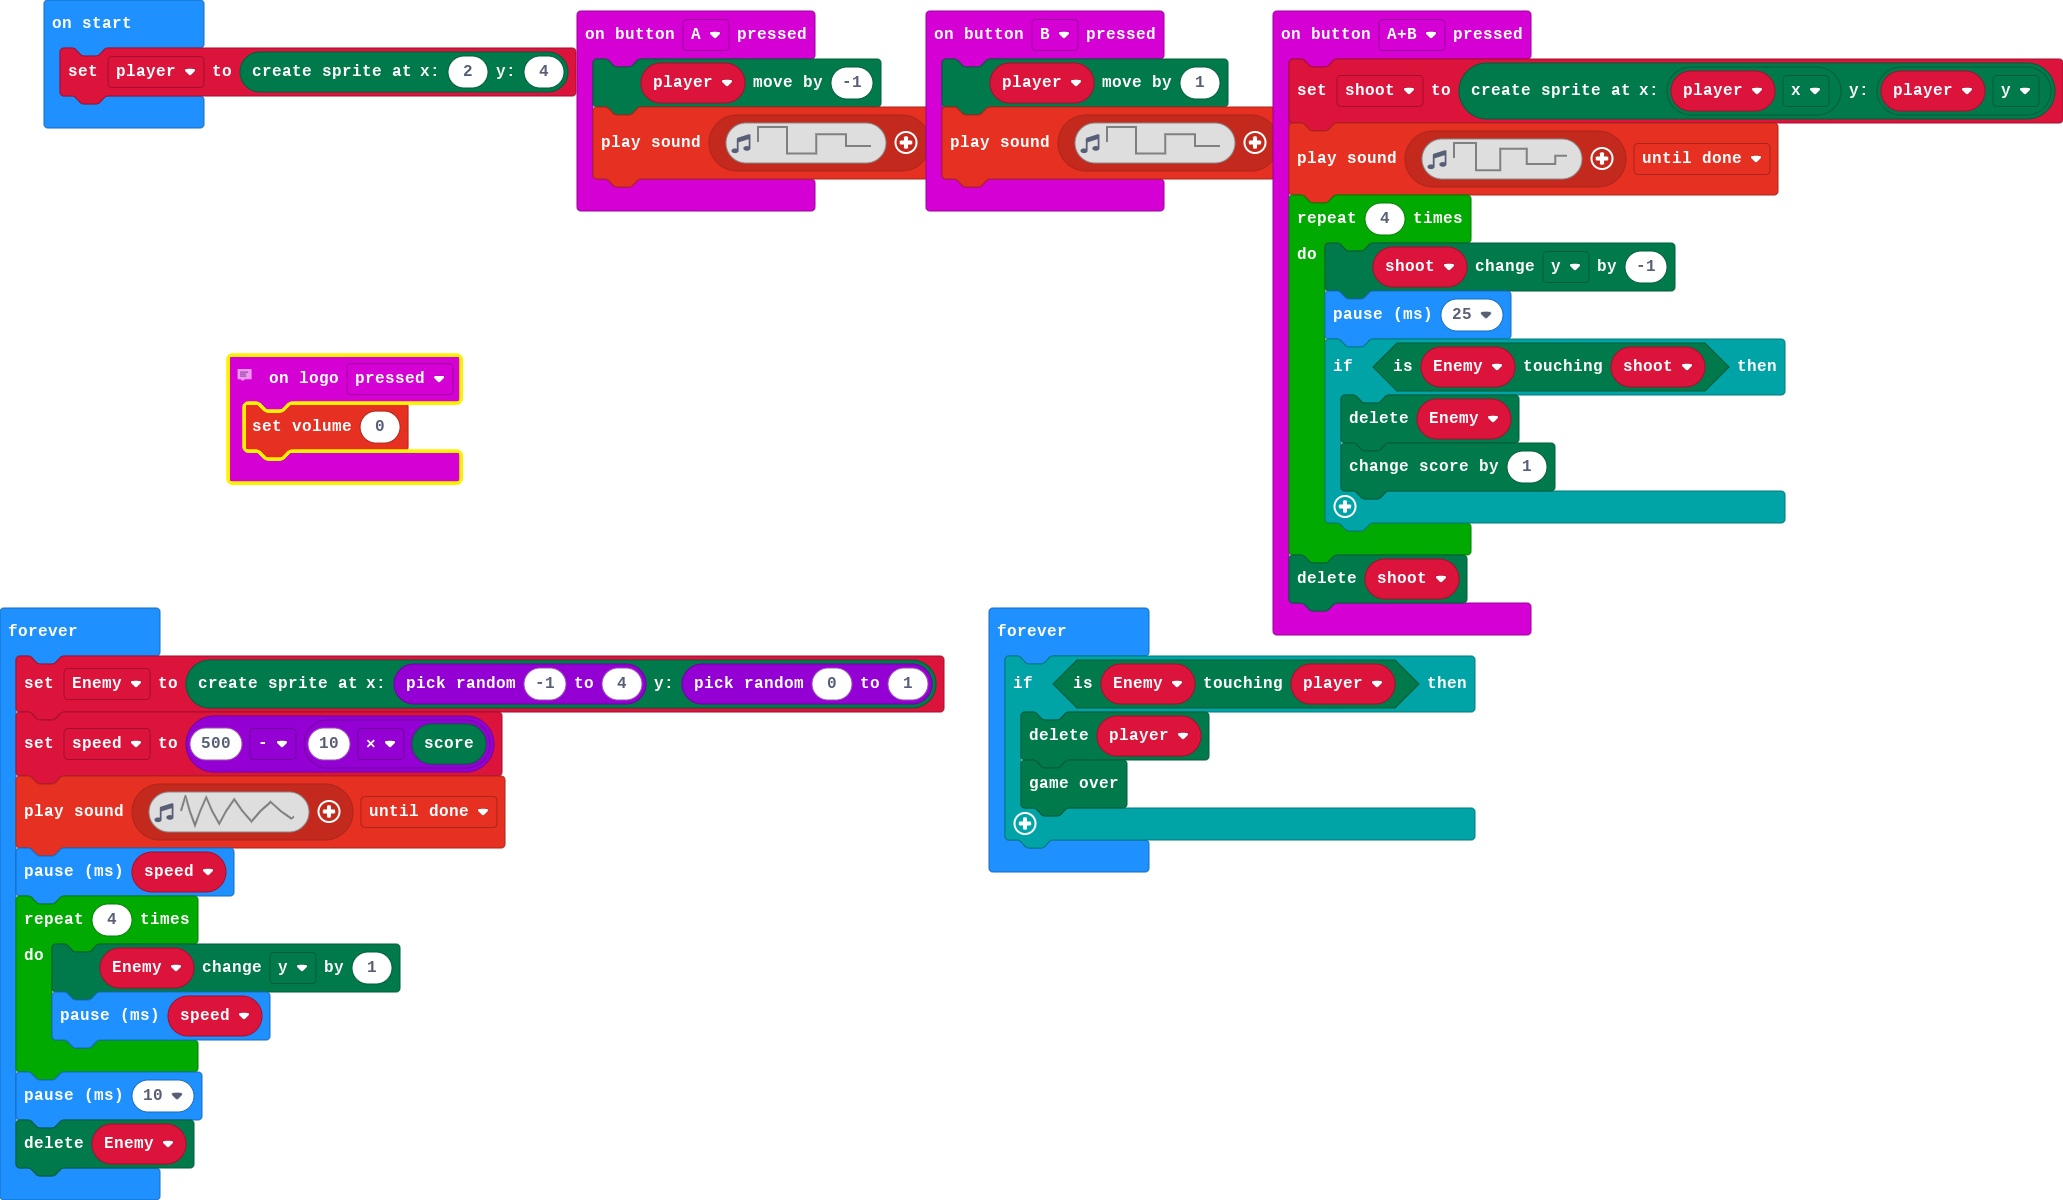 on start
set player to create sprite at x: 2 y: 4
on button A pressed
player move by -1
play sound
on button B pressed
player move by 1
play sound
on button A+B pressed
set shoot to create sprite at x: player x y: player y
play sound until done
repeat 4 times
do
shoot change y by -1
pause (ms) 25
if is Enemy touching shoot then
delete Enemy
change score by 1
delete shoot
on logo pressed
set volume 0
forever
set Enemy to create sprite at x: pick random -1 to 4 y: pick random 0 to 1
set speed to 500 - 10 × score
play sound until done
pause (ms) speed
repeat 4 times
do
Enemy change y by 1
pause (ms) speed
pause (ms) 10
delete Enemy
forever
if is Enemy touching player then
delete player
game over